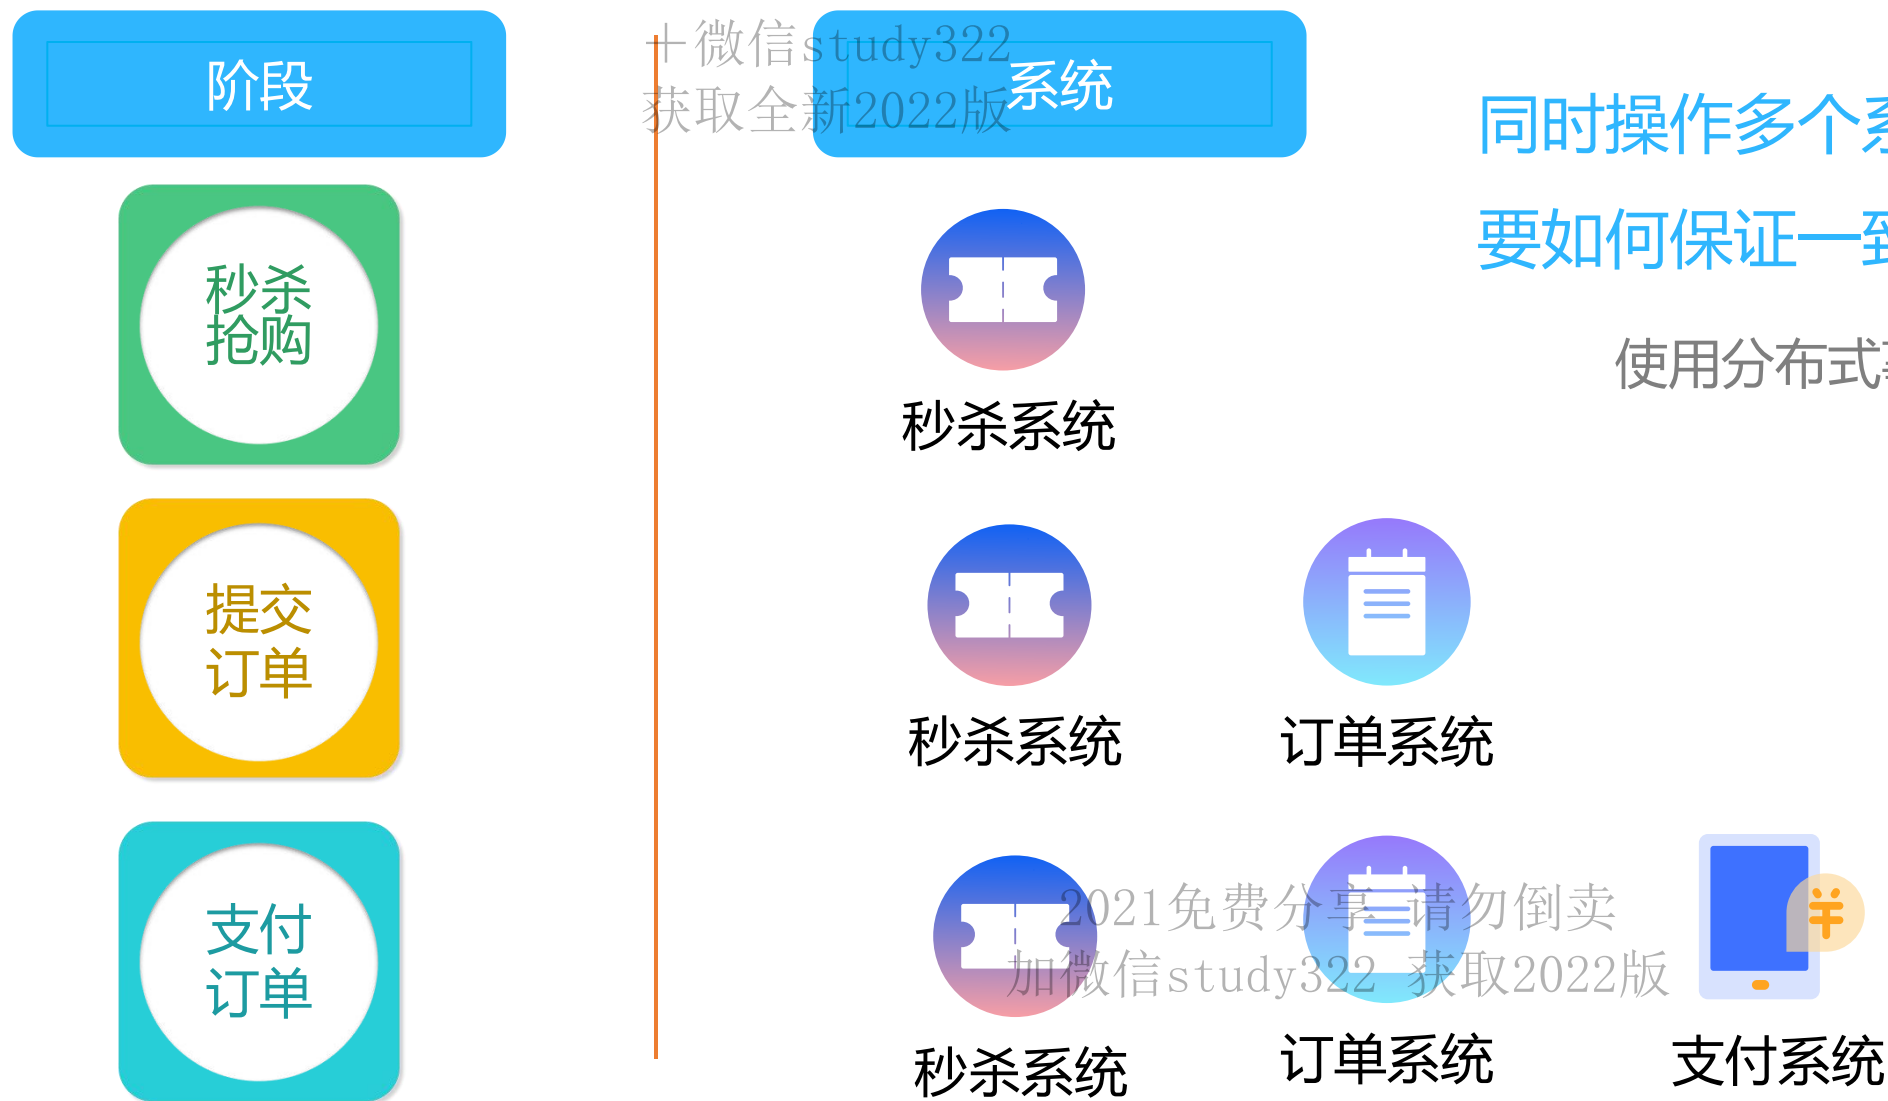 阶段
系统
+微信study322
获取全新2022版
同时操作多个系
要如何保证一致
使用分布式
秒杀
抢购
秒杀系统
提交
订单
秒杀系统
订单系统
支付
订单
2021免费分享 请勿倒卖
加微信study322 获取2022版
秒杀系统
订单系统
支付系统